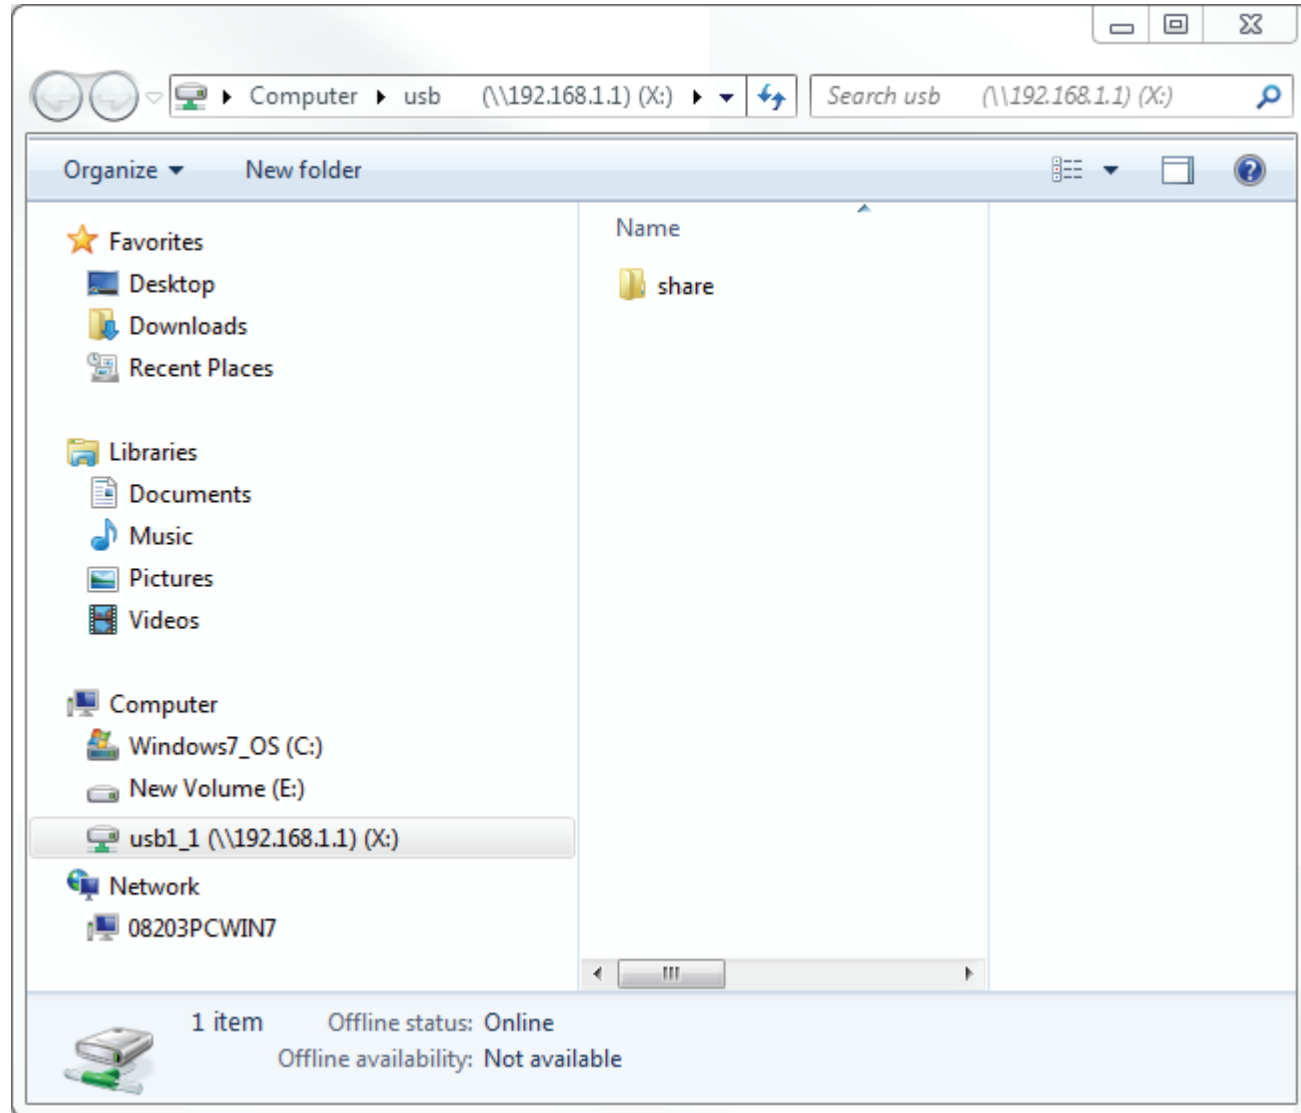 Computer usb (\\192.168.1.1) (X:)
Search usb (\\192.168.1.1) (X:)
Organize New folder
Favorites
Desktop
Downloads
Recent Places
Libraries
Documents
Music
Pictures
Videos
Computer
Windows7_OS (C:)
New Volume (E:)
usb1_1 (\\192.168.1.1) (X:)
Network
08203PCWIN7
Name
share
1 item Offline status: Online
Offline availability: Not available